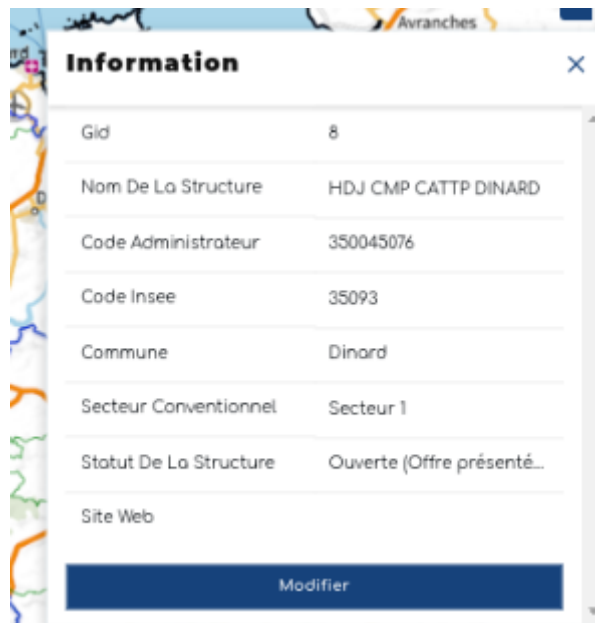 Avranches
Information
Gid 8
Nom De La Structure HDJ CMP CATTP DINARD
Code Administrateur 350045076
Code Insee 35093
Commune Dinard
Secteur Conventionnel Secteur 1
Statut De La Structure Ouverte (Offre présenté...
Site Web
Modifier